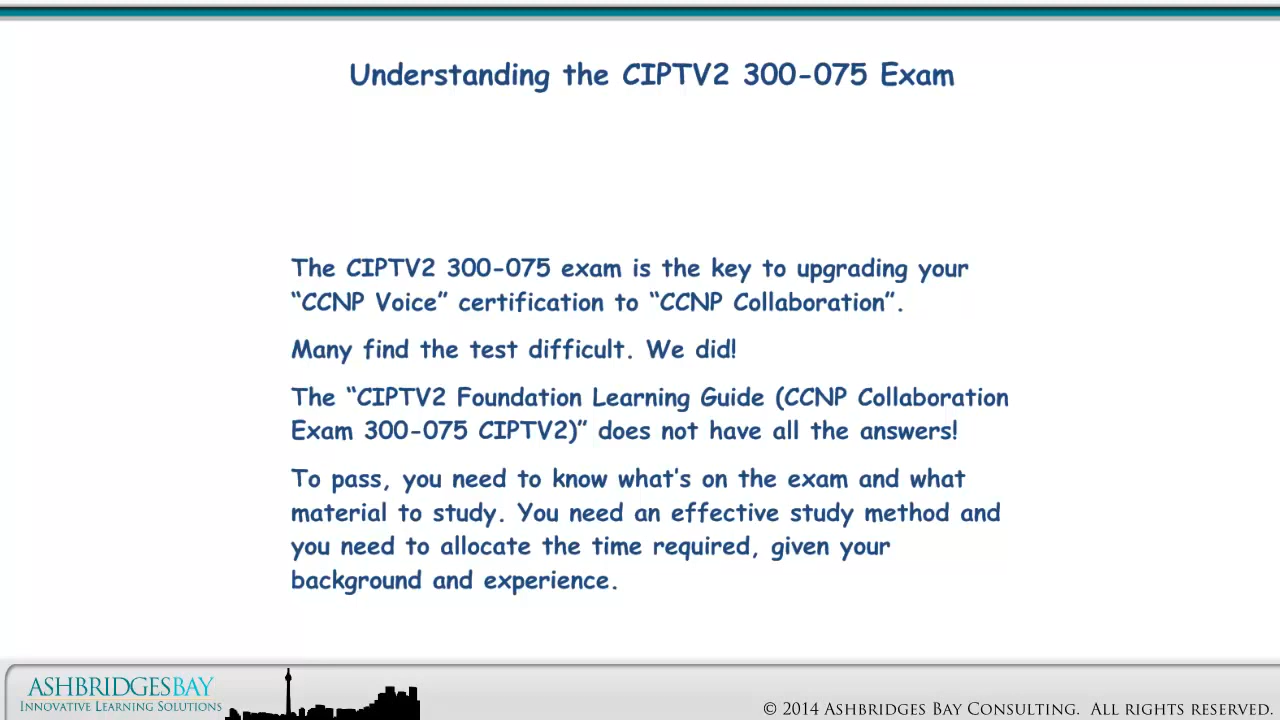 Understanding the CIPTV2 300-075 Exam
The CIPTV2 300-075 exam is the key to upgrading your
“CCNP Voice” certification to “CCNP Collaboration”.
Many find the test difficult. We did!
The “CIPTV2 Foundation Learning Guide (CCNP Collaboration
Exam 300-075 CIPTV2)” does not have all the answers!
To pass, you need to know what’s on the exam and what
material to study. You need an effective study method and
you need to allocate the time required, given your
background and experience.
ASHBRIDGESBAY
INNOVATIVE LEARNING SOLUTIONS
© 2014 ASHBRIDGES BAY CONSULTING. ALL RIGHTS RESERVED.